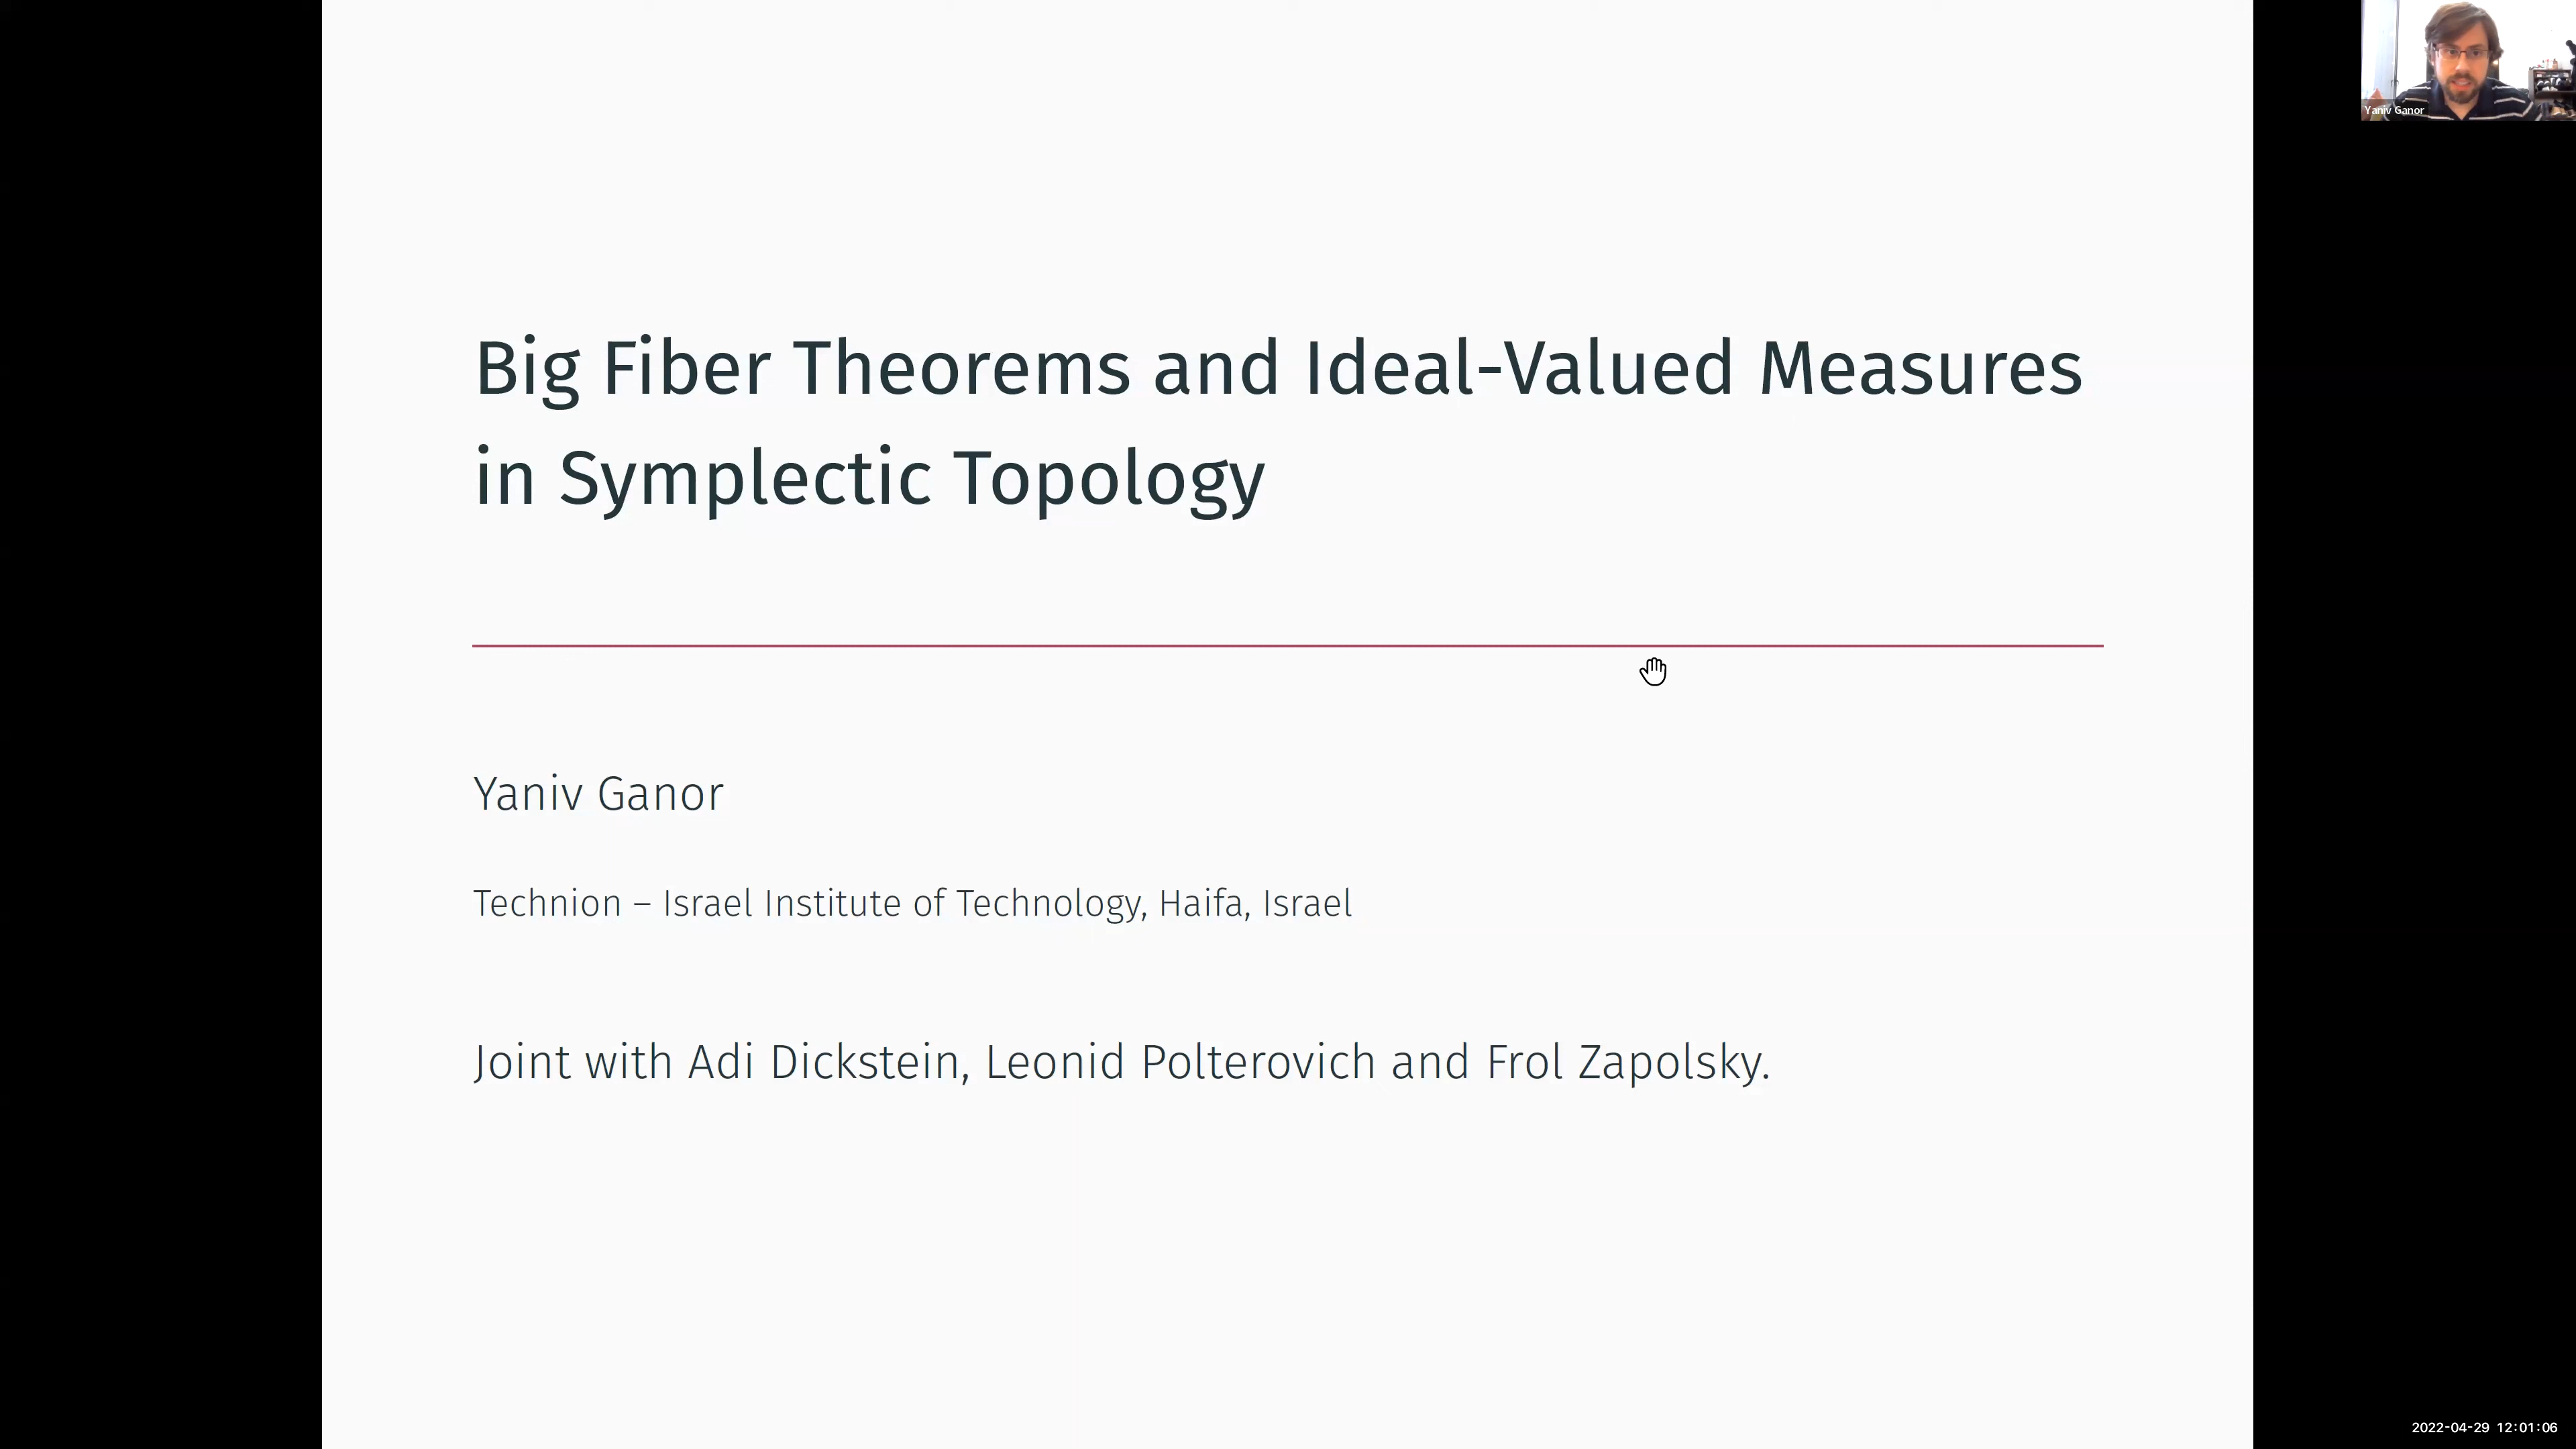 Big Fiber Theorems and Ideal-Valued Measures
in Symplectic Topology
Yaniv Ganor
Technion – Israel Institute of Technology, Haifa, Israel
Joint with Adi Dickstein, Leonid Polterovich and Frol Zapolsky.
Yaniv Ganor
2022-04-29 12:01:06